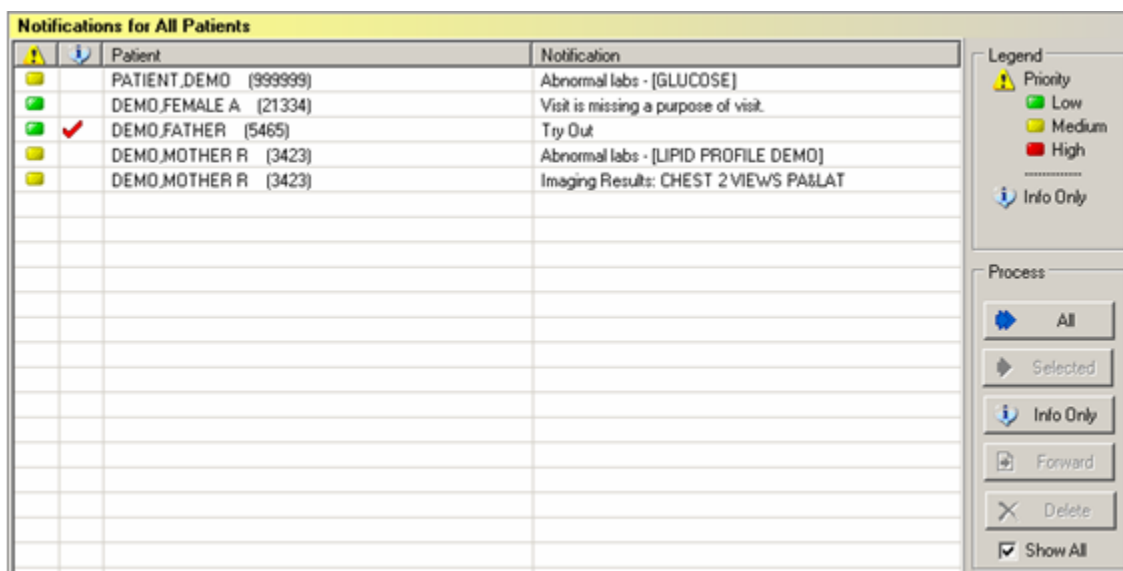 Notifications for All Patients
Patient Notification
PATIENT,DEMO (999999) Abnormal labs - [GLUCOSE]
DEMO,FEMALE A (21334) Visit is missing a purpose of visit.
DEMO,FATHER (5465) Try Out
DEMO,MOTHER R (3423) Abnormal labs - [LIPID PROFILE DEMO]
DEMO,MOTHER R (3423) Imaging Results: CHEST 2 VIEWS PA&LAT
Legend
Priority
Low
Medium
High
-------------
Info Only
Process
All
Selected
Info Only
Forward
Delete
Show All